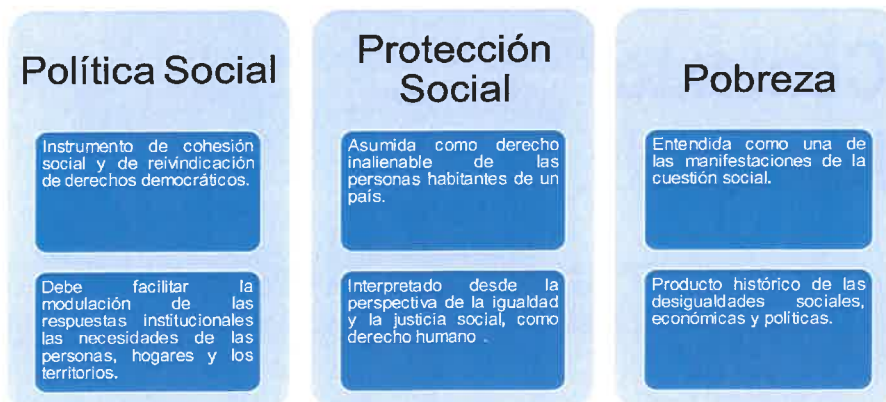 Política Social
Instrumento de cohesión
social y de reivindicación
de derechos democráticos.
Debe facilitar la
modulación de las
respuestas institucionales
las necesidades de las
personas, hogares y los
territorios.
Protección
Social
Asumida como derecho
inalienable de las
personas habitantes de un
país.
Interpretado desde la
perspectiva de la igualdad
y la justicia social, como
derecho humano .
Pobreza
Entendida como una de
las manifestaciones de la
cuestión social.
Producto histórico de las
desigualdades sociales,
económicas y políticas.